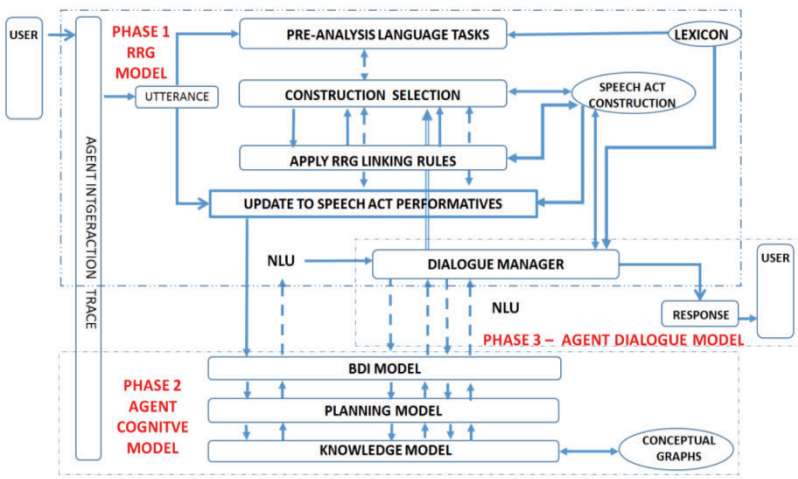 USER
PHASE 1
RRG
MODEL
PRE-ANALYSIS LANGUAGE TASKS
LEXICON
UTTERANCE
CONSTRUCTION SELECTION
SPEECH ACT
CONSTRUCTION
APPLY RRG LINKING RULES
UPDATE TO SPEECH ACT PERFORMATIVES
AGENT INTGERACTION TRACE
NLU
DIALOGUE MANAGER
USER
NLU
RESPONSE
PHASE 3 – AGENT DIALOGUE MODEL
BDI MODEL
PHASE 2
AGENT
COGNITVE
MODEL
PLANNING MODEL
KNOWLEDGE MODEL
CONCEPTUAL
GRAPHS